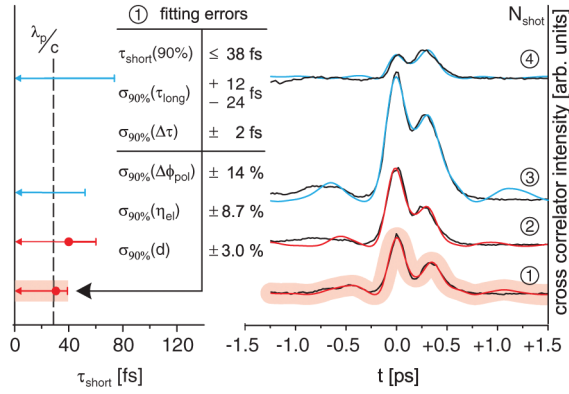 ① fitting errors
λp/c
τshort(90%) ≤ 38 fs
σ90%(τlong) + 12 − 24 fs
σ90%(Δτ) ± 2 fs
σ90%(Δϕpol) ± 14 %
σ90%(ηel) ±8.7 %
σ90%(d) ±3.0 %
0 40 80 120
τshort [fs]
Nshot
④
③
②
①
cross correlator intensity [arb. units]
-1.5 -1.0 -0.5 0.0 +0.5 +1.0 +1.5
t [ps]